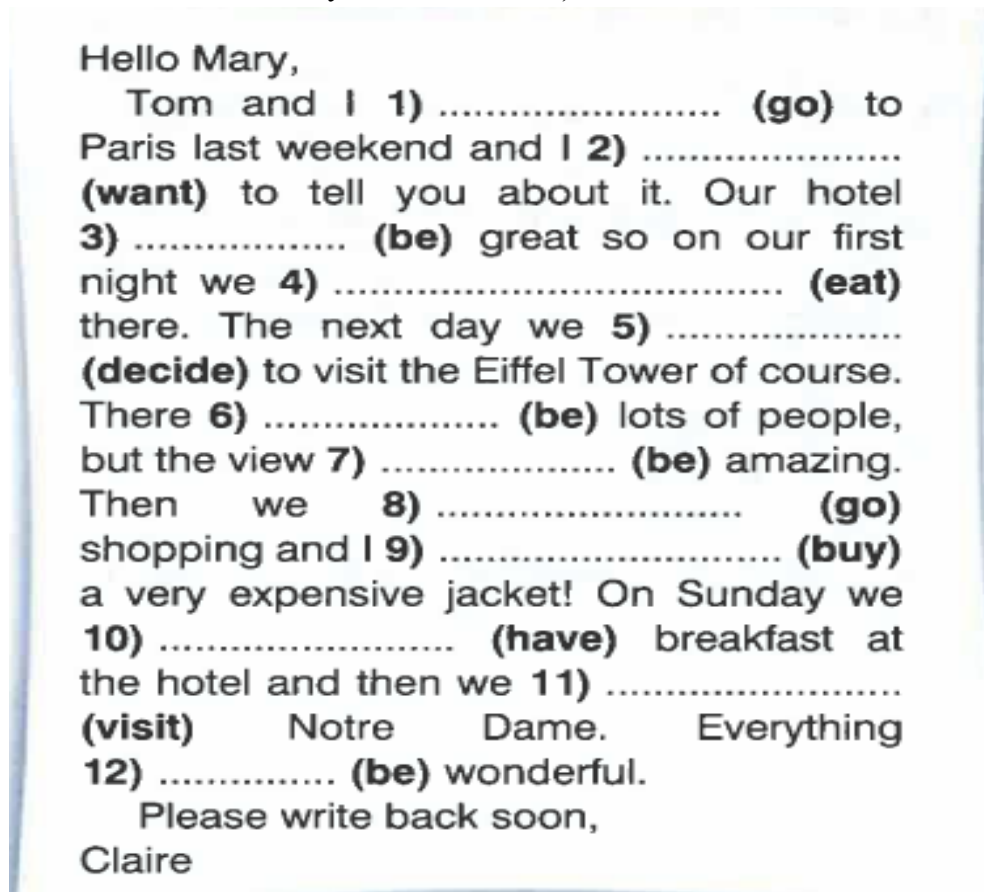 Hello Mary,
Tom and I 1) ........................ (go) to
Paris last weekend and I 2) ......................
(want) to tell you about it. Our hotel
3) .................. (be) great so on our first
night we 4) ...................................... (eat)
there. The next day we 5) ....................
(decide) to visit the Eiffel Tower of course.
There 6) .................... (be) lots of people,
but the view 7) .................... (be) amazing.
Then we 8) .......................... (go)
shopping and I 9) ............................. (buy)
a very expensive jacket! On Sunday we
10) ......................... (have) breakfast at
the hotel and then we 11) .........................
(visit) Notre Dame. Everything
12) ............... (be) wonderful.
Please write back soon,
Claire